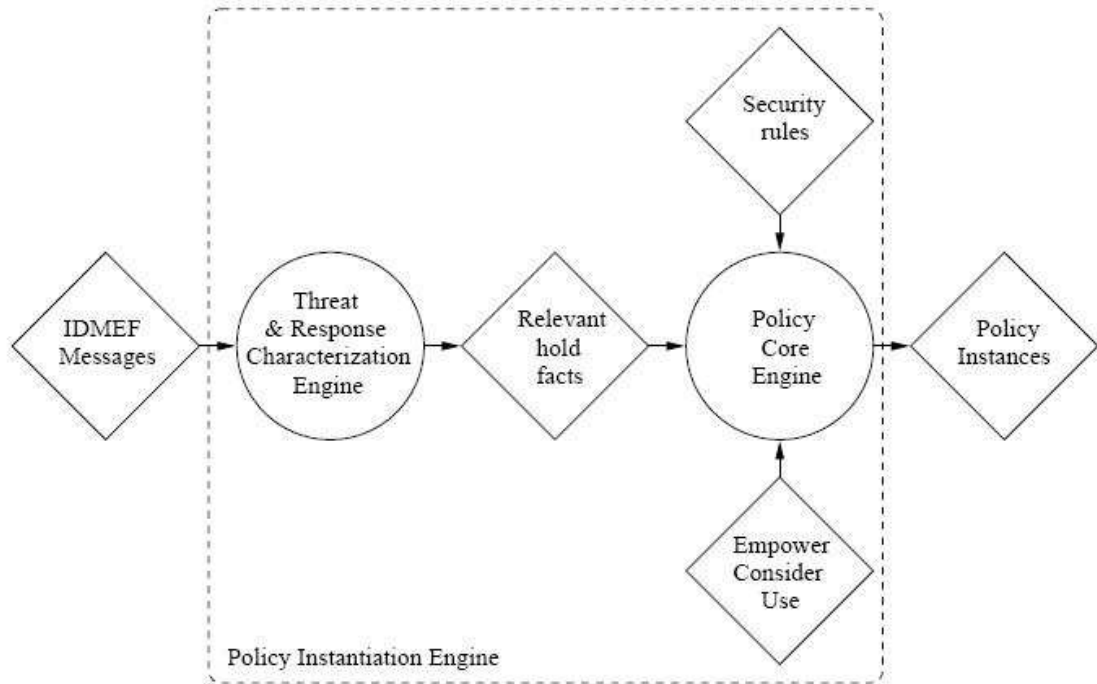 Security
rules
IDMEF
Messages
Threat
& Response
Characterization
Engine
Relevant
hold
facts
Policy
Core
Engine
Policy
Instances
Empower
Consider
Use
Policy Instantiation Engine